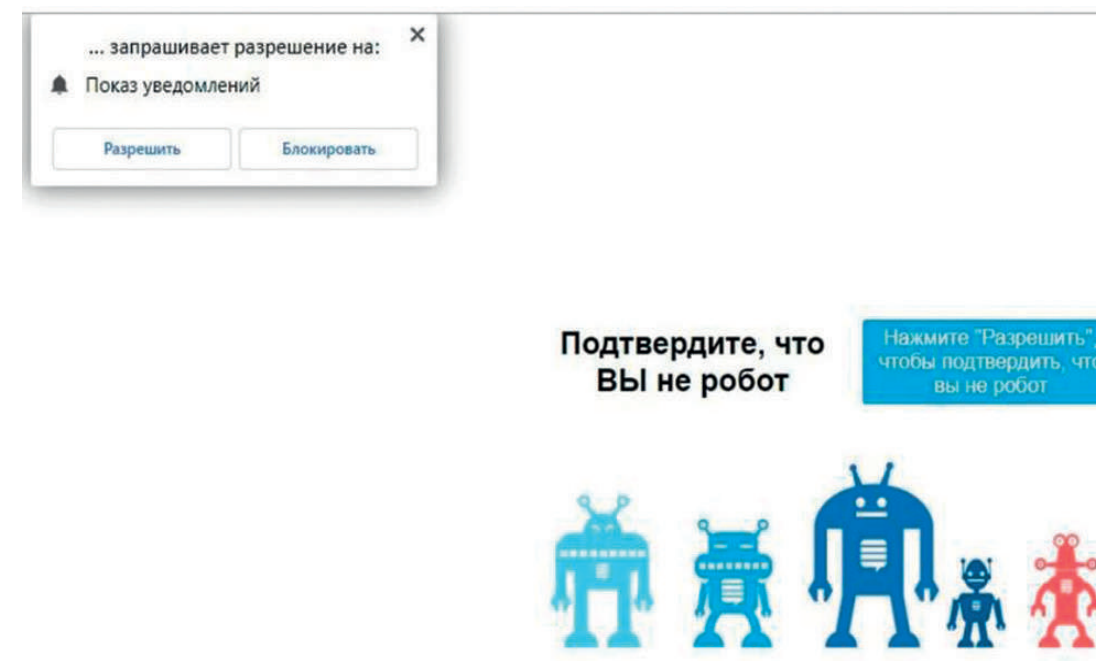 ... запрашивает разрешение на:
Показ уведомлений
Разрешить
Блокировать
Подтвердите, что
ВЫ не робот
Нажмите "Разрешить",
чтобы подтвердить, что
вы не робот